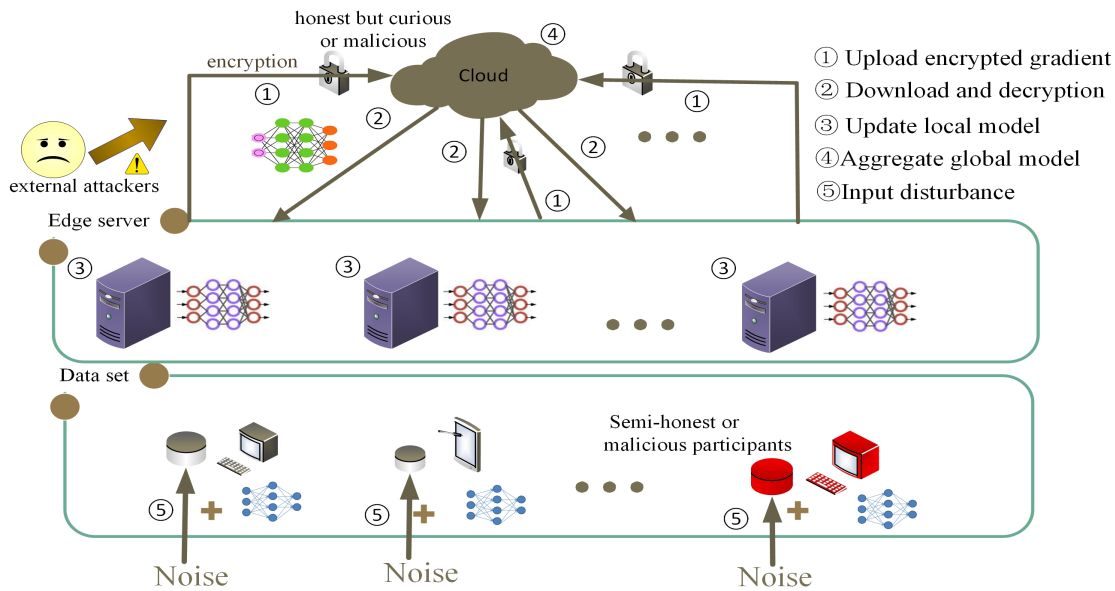 honest but curious
or malicious
④
encryption
Cloud
①
②
②
②
①
①
① Upload encrypted gradient
② Download and decryption
③ Update local model
④Aggregate global model
⑤Input disturbance
external attackers
Edge server
③
③
③
Data set
Semi-honest or
malicious participants
⑤
⑤
⑤
Noise
Noise
Noise